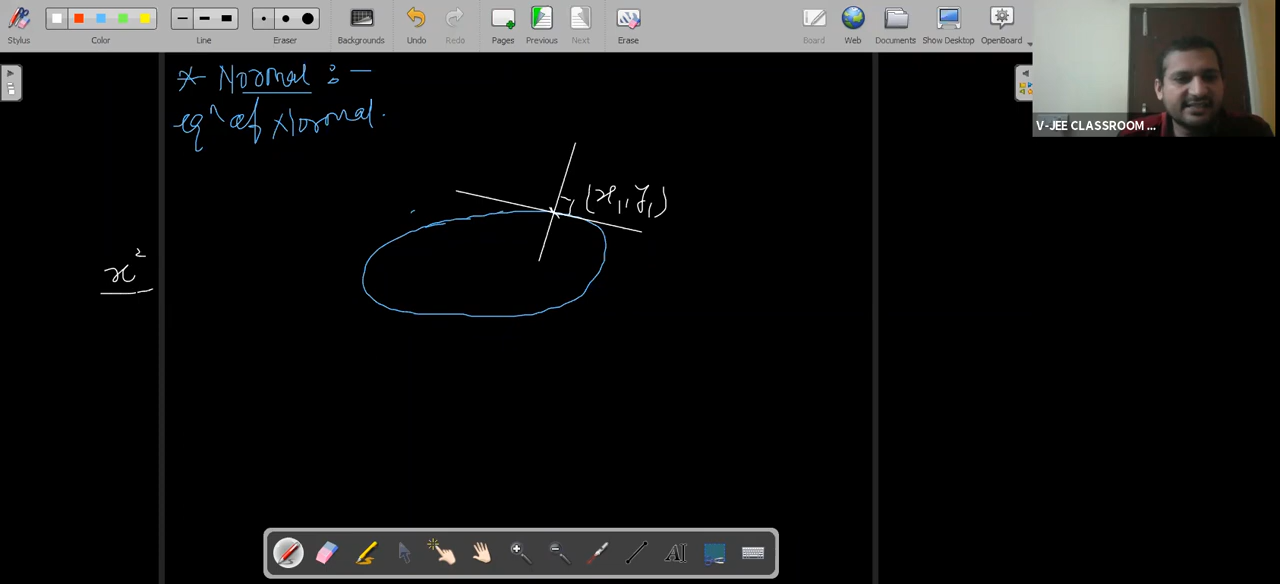 Stylus Color Line Eraser Backgrounds Undo Redo Pages Previous Next Erase Board Web Documents Show Desktop OpenBoard
* Normal :-
eqⁿ of Normal.
(x₁, y₁)
x²
V-JEE CLASSROOM ...
AI